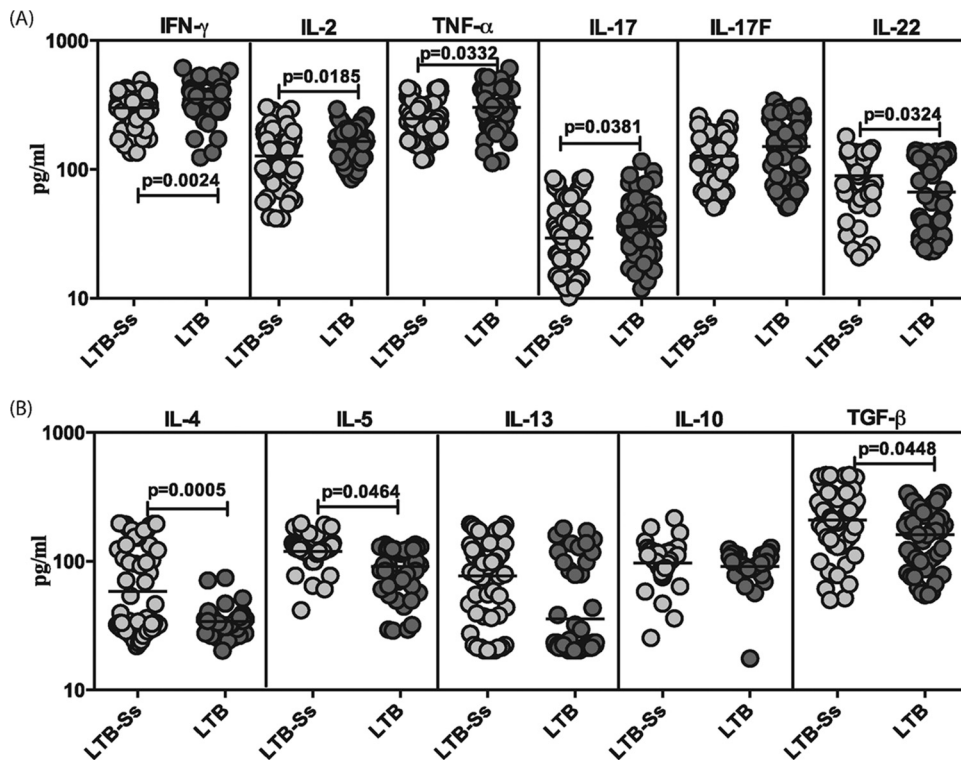 (A)
IFN-γ IL-2 TNF-α IL-17 IL-17F IL-22
1000
p=0.0332
p=0.0185
p=0.0324
p=0.0381
100
p=0.0024
pg/ml
10
LTB-Ss LTB LTB-Ss LTB LTB-Ss LTB LTB-Ss LTB LTB-Ss LTB LTB-Ss LTB
(B)
IL-4 IL-5 IL-13 IL-10 TGF-β
1000
p=0.0448
p=0.0005
p=0.0464
100
pg/ml
10
LTB-Ss LTB LTB-Ss LTB LTB-Ss LTB LTB-Ss LTB LTB-Ss LTB